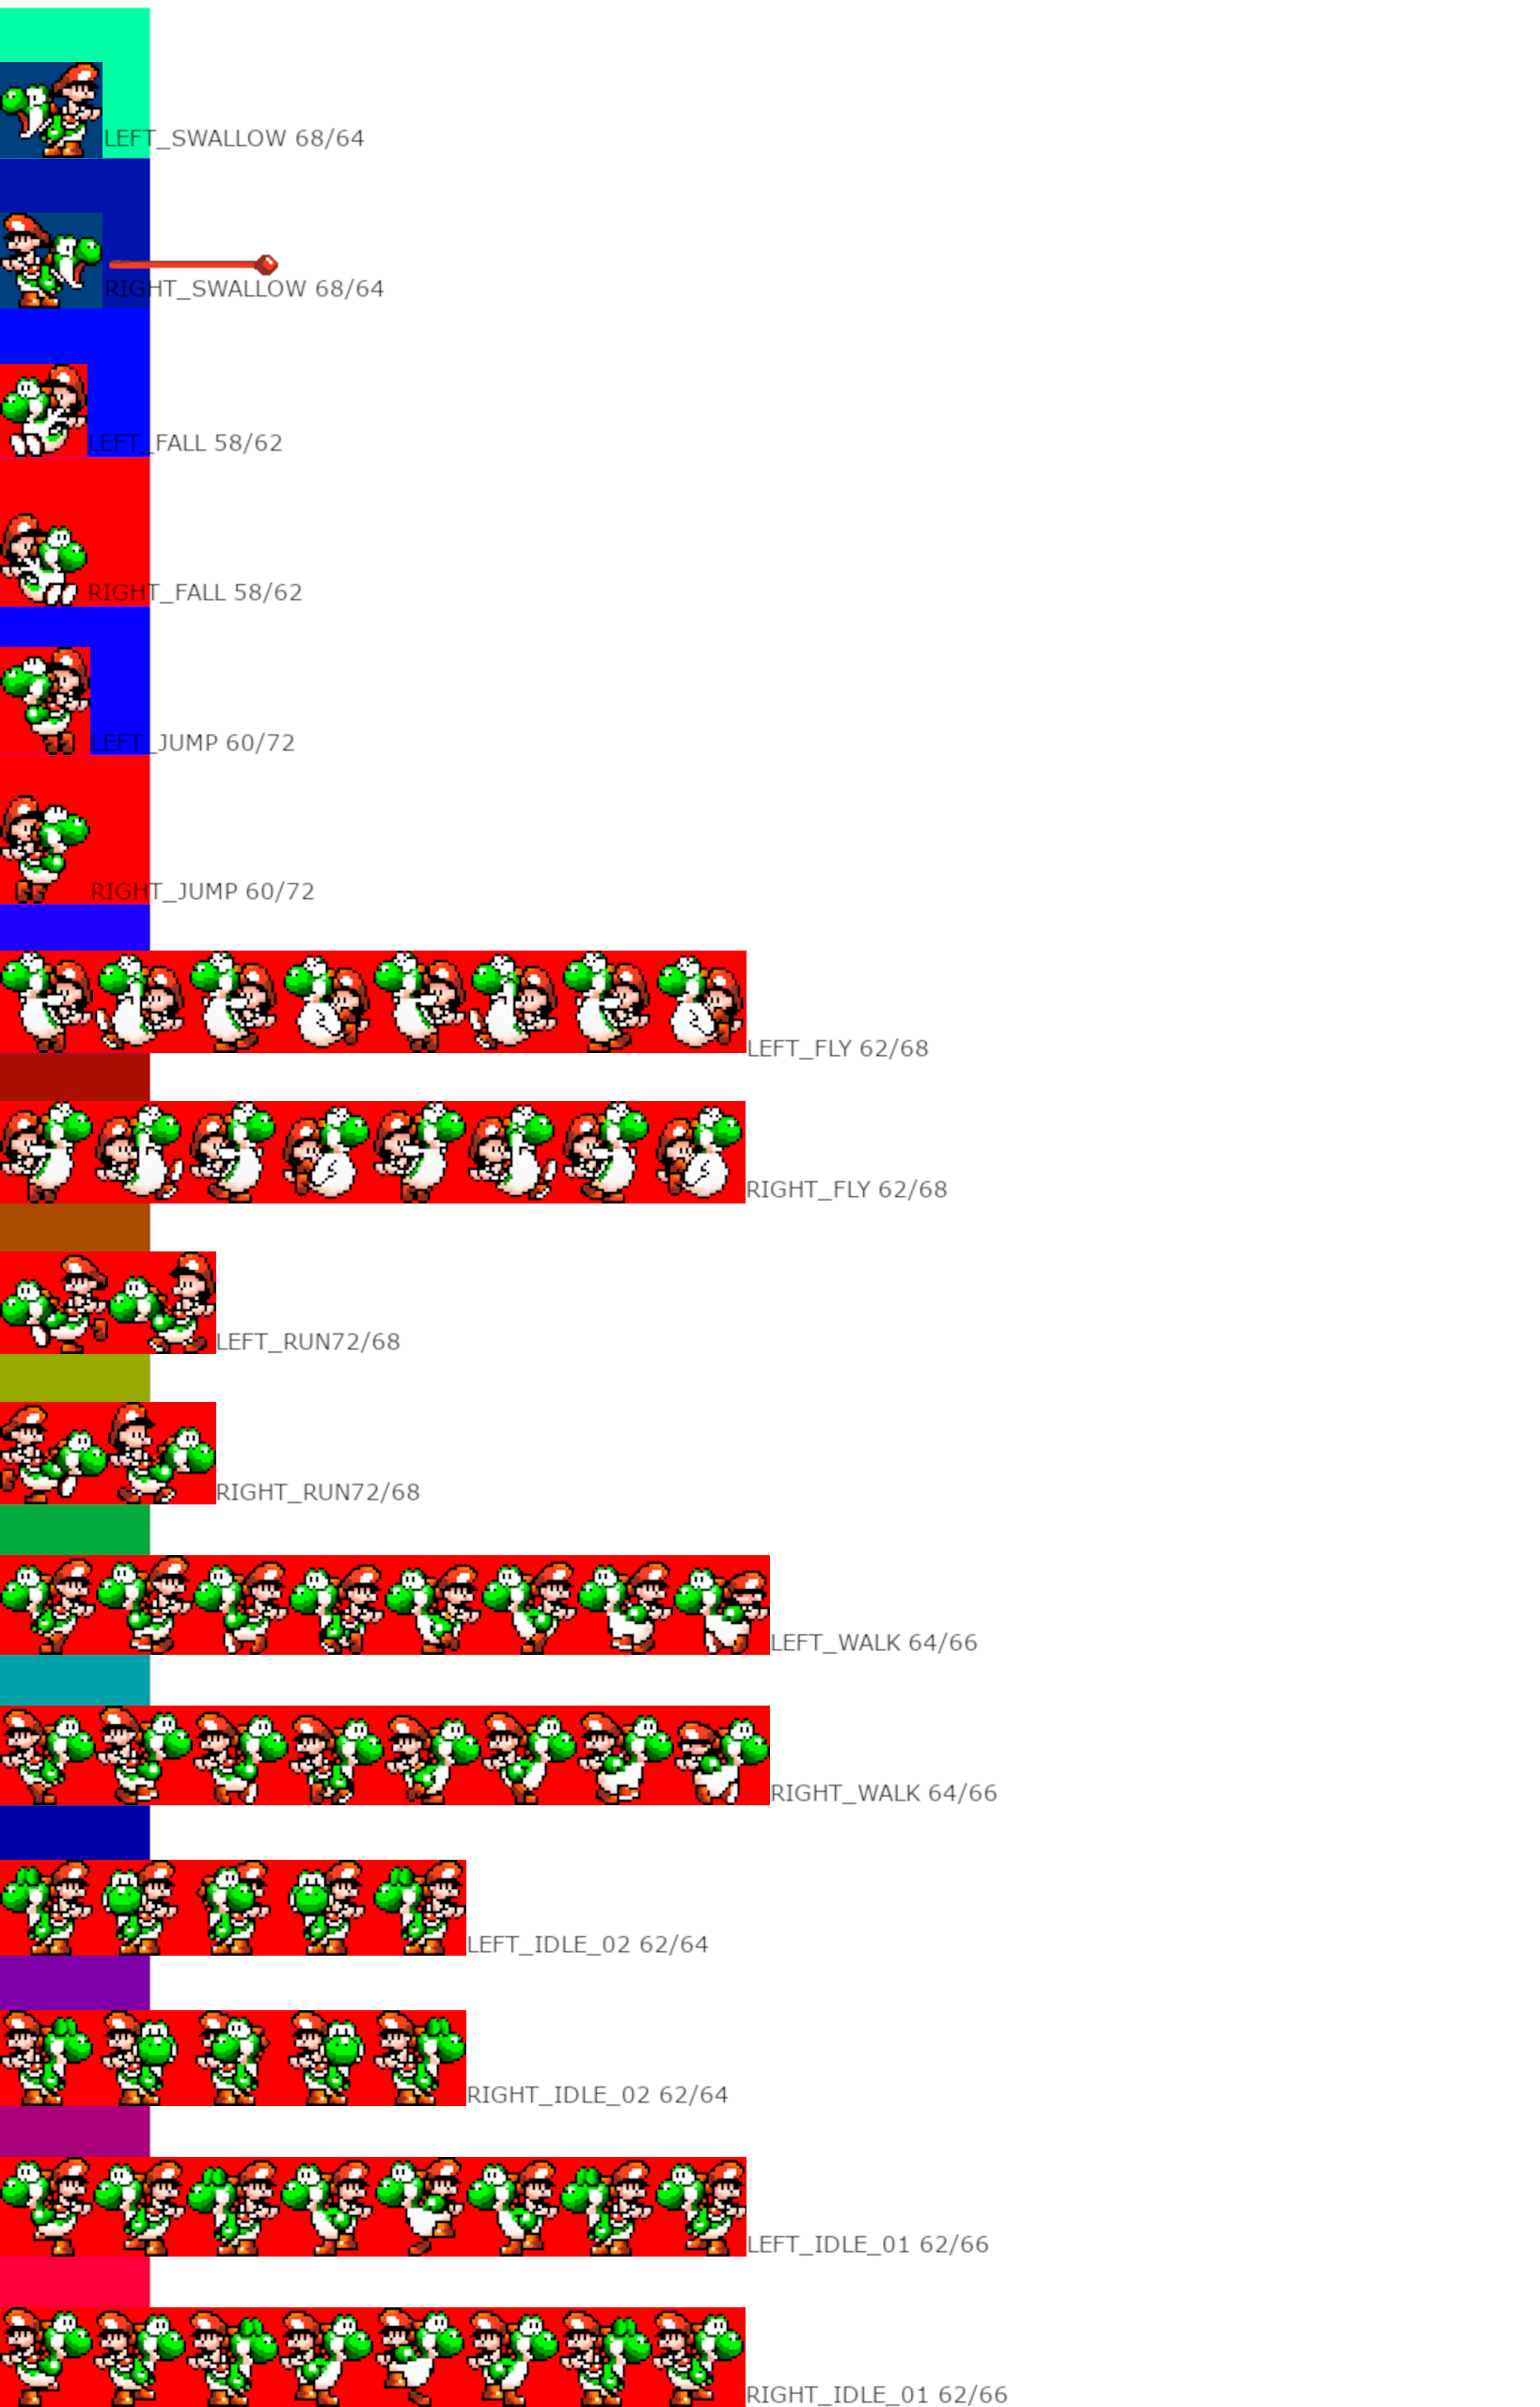 LEFT_SWALLOW 68/64
RIGHT_SWALLOW 68/64
LEFT_FALL 58/62
RIGHT_FALL 58/62
LEFT_JUMP 60/72
RIGHT_JUMP 60/72
LEFT_FLY 62/68
RIGHT_FLY 62/68
LEFT_RUN72/68
RIGHT_RUN72/68
LEFT_WALK 64/66
RIGHT_WALK 64/66
LEFT_IDLE_02 62/64
RIGHT_IDLE_02 62/64
LEFT_IDLE_01 62/66
RIGHT_IDLE_01 62/66